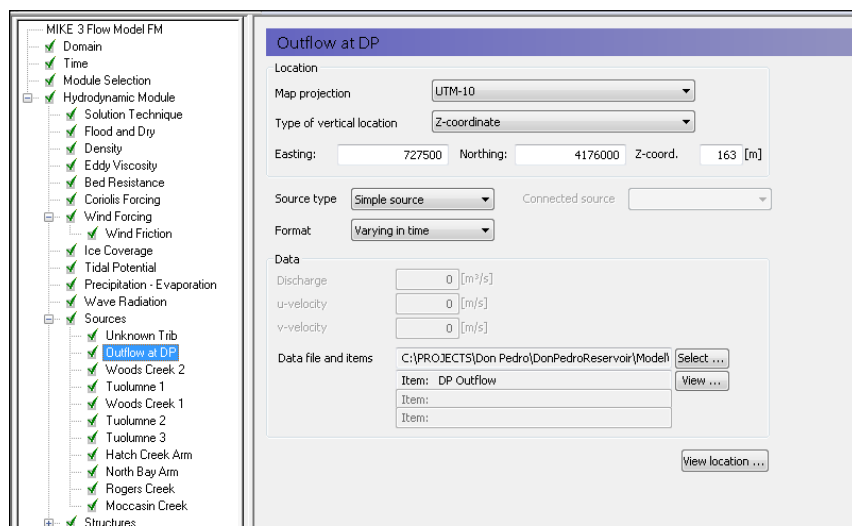 MIKE 3 Flow Model FM
Domain
Time
Module Selection
Hydrodynamic Module
Solution Technique
Flood and Dry
Density
Eddy Viscosity
Bed Resistance
Coriolis Forcing
Wind Forcing
Wind Friction
Ice Coverage
Tidal Potential
Precipitation - Evaporation
Wave Radiation
Sources
Unknown Trib
Outflow at DP
Woods Creek 2
Tuolumne 1
Woods Creek 1
Tuolumne 2
Tuolumne 3
Hatch Creek Arm
North Bay Arm
Rogers Creek
Moccasin Creek
Structures
Outflow at DP
Location
Map projection UTM-10
Type of vertical location Z-coordinate
Easting: 727500 Northing: 4176000 Z-coord. 163 [m]
Source type Simple source Connected source
Format Varying in time
Data
Discharge 0 [m³/s]
u-velocity 0 [m/s]
v-velocity 0 [m/s]
Data file and items C:\PROJECTS\Don Pedro\DonPedroReservoir\Model\ Select ...
Item: DP Outflow View ...
Item:
Item:
View location ...